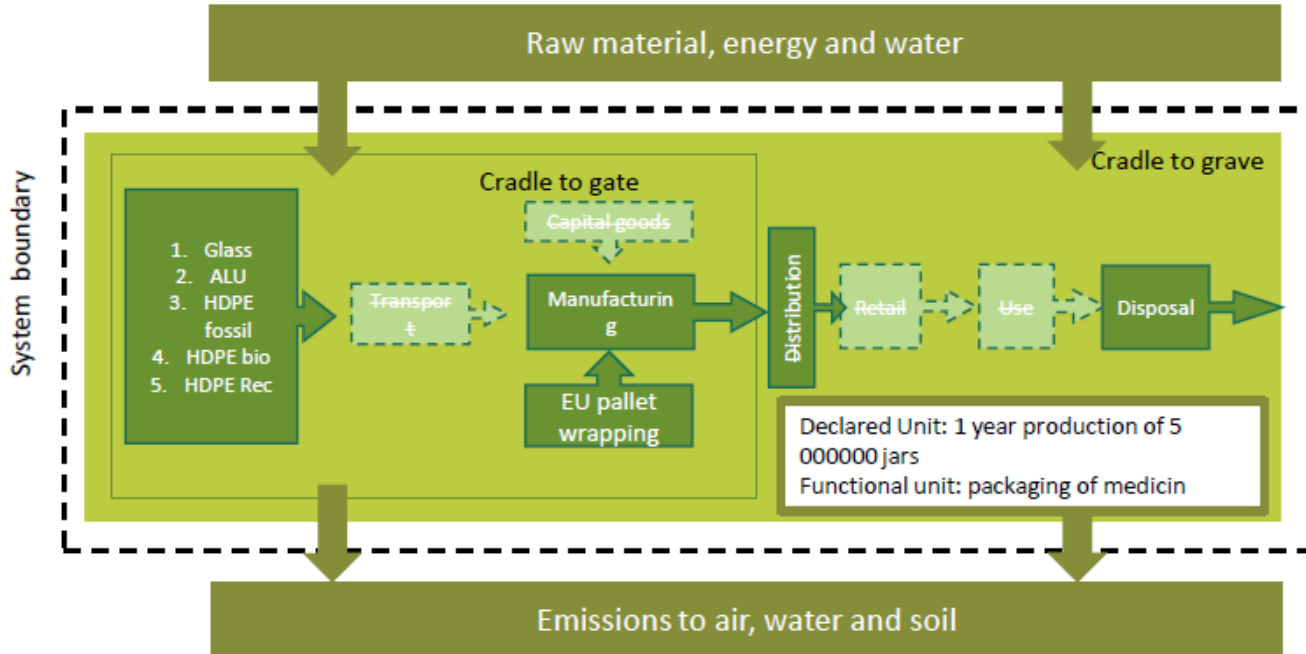 Raw material, energy and water
System boundary
Cradle to grave
Cradle to gate
Capital goods
1. Glass
2. ALU
3. HDPE
fossil
4. HDPE bio
5. HDPE Rec
Transpor
t
Manufacturin
g
Distribution
Retail
Use
Disposal
EU pallet
wrapping
Declared Unit: 1 year production of 5
000000 jars
Functional unit: packaging of medicin
Emissions to air, water and soil